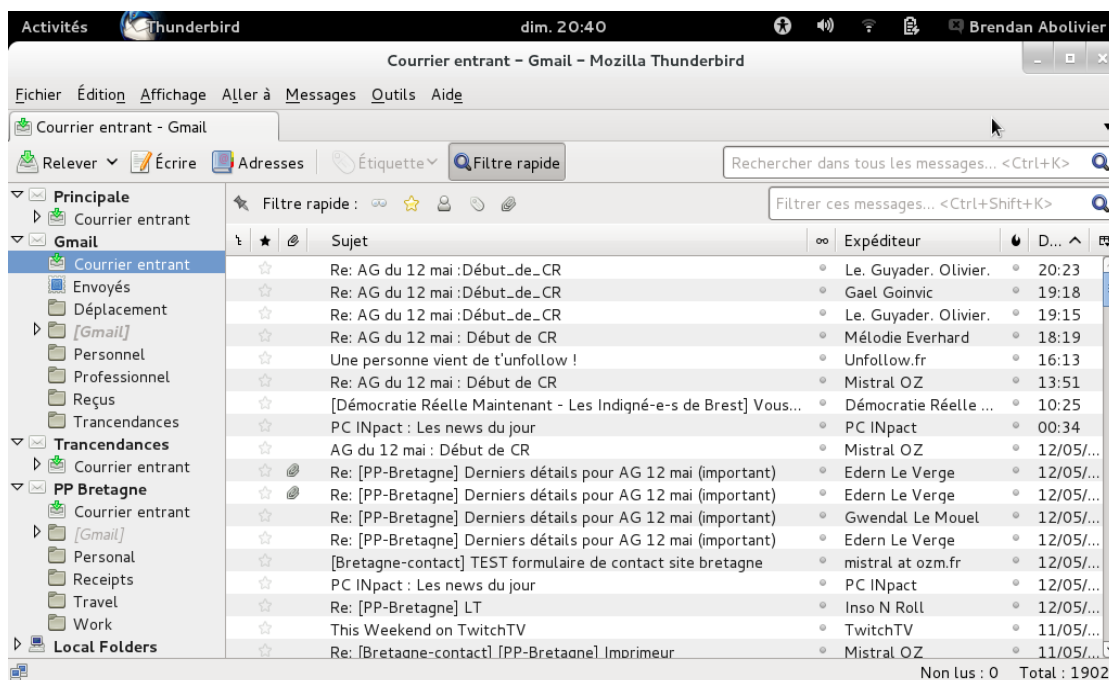 Activités Thunderbird dim. 20:40 Brendan Abolivier
Courrier entrant - Gmail - Mozilla Thunderbird
Fichier Édition Affichage Aller à Messages Outils Aide
Courrier entrant - Gmail
Relever Écrire Adresses Étiquette Filtre rapide Rechercher dans tous les messages... <Ctrl+K>
Principale
Courrier entrant
Gmail
Courrier entrant
Envoyés
Déplacement
[Gmail]
Personnel
Professionnel
Reçus
Trancendances
Trancendances
Courrier entrant
PP Bretagne
Courrier entrant
[Gmail]
Personal
Receipts
Travel
Work
Local Folders
Filtre rapide : Filtrer ces messages... <Ctrl+Shift+K>
Sujet Expéditeur D...
Re: AG du 12 mai :Début_de_CR Le. Guyader. Olivier. 20:23
Re: AG du 12 mai :Début_de_CR Gael Goinvic 19:18
Re: AG du 12 mai :Début_de_CR Le. Guyader. Olivier. 19:15
Re: AG du 12 mai : Début de CR Mélodie Everhard 18:19
Une personne vient de t'unfollow ! Unfollow.fr 16:13
Re: AG du 12 mai : Début de CR Mistral OZ 13:51
[Démocratie Réelle Maintenant - Les Indigné-e-s de Brest] Vous... Démocratie Réelle ... 10:25
PC INpact : Les news du jour PC INpact 00:34
AG du 12 mai : Début de CR Mistral OZ 12/05/...
Re: [PP-Bretagne] Derniers détails pour AG 12 mai (important) Edern Le Verge 12/05/...
Re: [PP-Bretagne] Derniers détails pour AG 12 mai (important) Edern Le Verge 12/05/...
Re: [PP-Bretagne] Derniers détails pour AG 12 mai (important) Gwendal Le Mouel 12/05/...
Re: [PP-Bretagne] Derniers détails pour AG 12 mai (important) Edern Le Verge 12/05/...
[Bretagne-contact] TEST formulaire de contact site bretagne mistral at ozm.fr 12/05/...
PC INpact : Les news du jour PC INpact 12/05/...
Re: [PP-Bretagne] LT Inso N Roll 12/05/...
This Weekend on TwitchTV TwitchTV 11/05/...
Re: [Bretagne-contact] [PP-Bretagne] Imprimeur Mistral OZ 11/05/...
Non lus : 0 Total : 1902